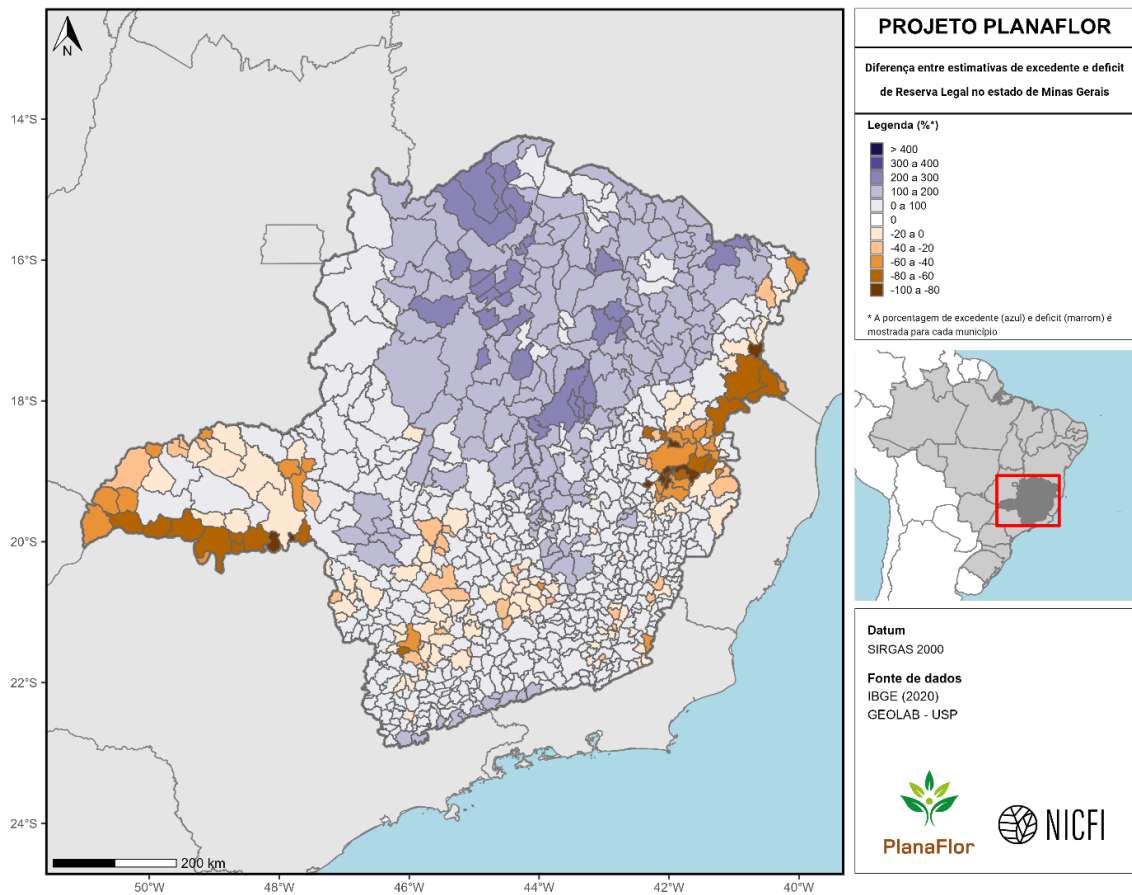 N
14°S
16°S
18°S
20°S
22°S
24°S
50°W
48°W
46°W
44°W
42°W
40°W
200 km
PROJETO PLANAFLOR
Diferença entre estimativas de excedente e deficit
de Reserva Legal no estado de Minas Gerais
Legenda (%*)
> 400
300 a 400
200 a 300
100 a 200
0 a 100
0
-20 a 0
-40 a -20
-60 a -40
-80 a -60
-100 a -80
* A porcentagem de excedente (azul) e deficit (marrom) é
mostrada para cada município
Datum
SIRGAS 2000
Fonte de dados
IBGE (2020)
GEOLAB - USP
PlanaFlor
NICFI